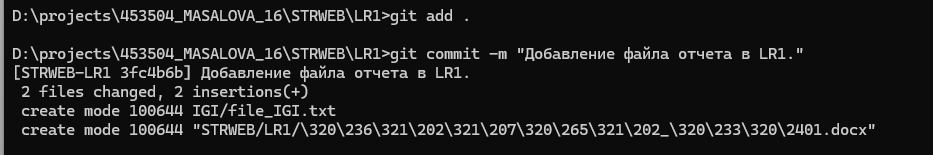 D:\projects\453504_MASALOVA_16\STRWEB\LR1>git add .
D:\projects\453504_MASALOVA_16\STRWEB\LR1>git commit -m "Добавление файла отчета в LR1."
[STRWEB-LR1 3fc4b6b] Добавление файла отчета в LR1.
 2 files changed, 2 insertions(+)
 create mode 100644 IGI/file_IGI.txt
 create mode 100644 "STRWEB/LR1/\320\236\321\202\321\207\320\265\321\202_\320\233\320\2401.docx"